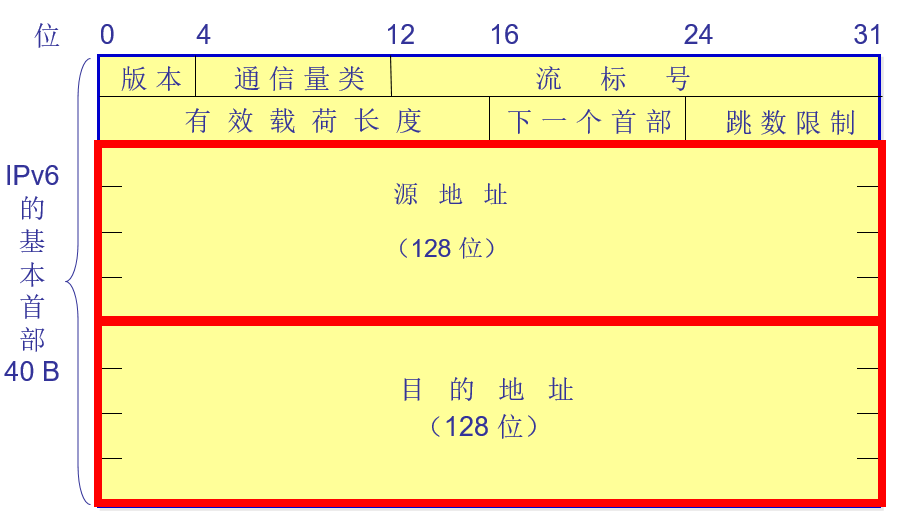 位 0 4 12 16 24 31
版本 通信量类 流标号
有效载荷长度 下一个首部 跳数限制
源地址
（128 位）
目的地址
（128 位）
IPv6
的
基
本
首
部
40 B